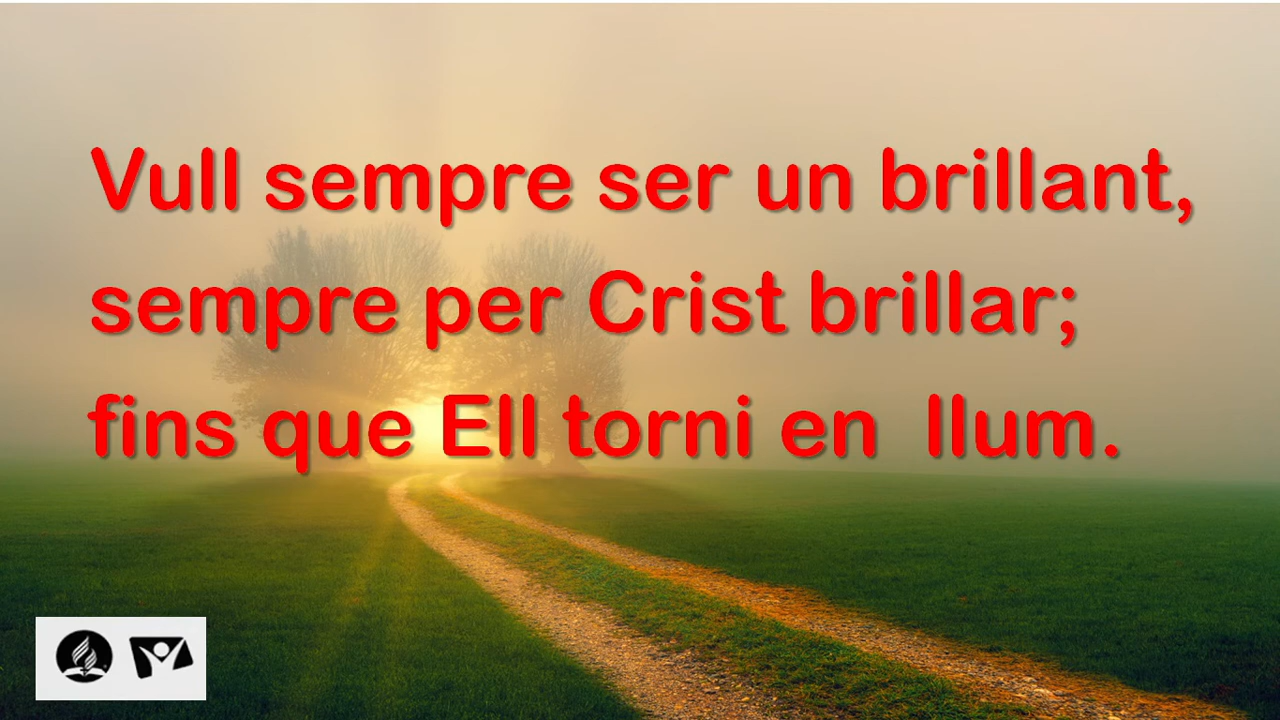 Vull sempre ser un brillant,
sempre per Crist brillar;
fins que Ell torni en  llum.